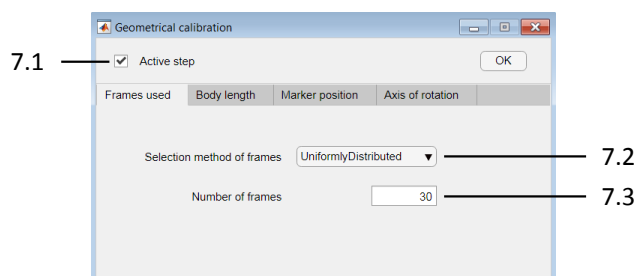 Geometrical calibration
7.1
Active step
OK
Frames used Body length Marker position Axis of rotation
Selection method of frames UniformlyDistributed 7.2
Number of frames 30 7.3